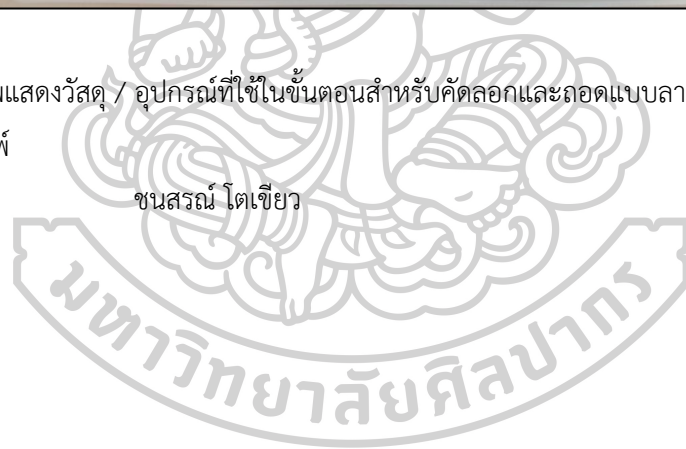 แสดงวัสดุ / อุปกรณ์ที่ใช้ในขั้นตอนสำหรับคัดลอกและถอดแบบลา
พ์
ชนสรณ์ โตเขียว
มหาวิทยาลัยศิลปากร